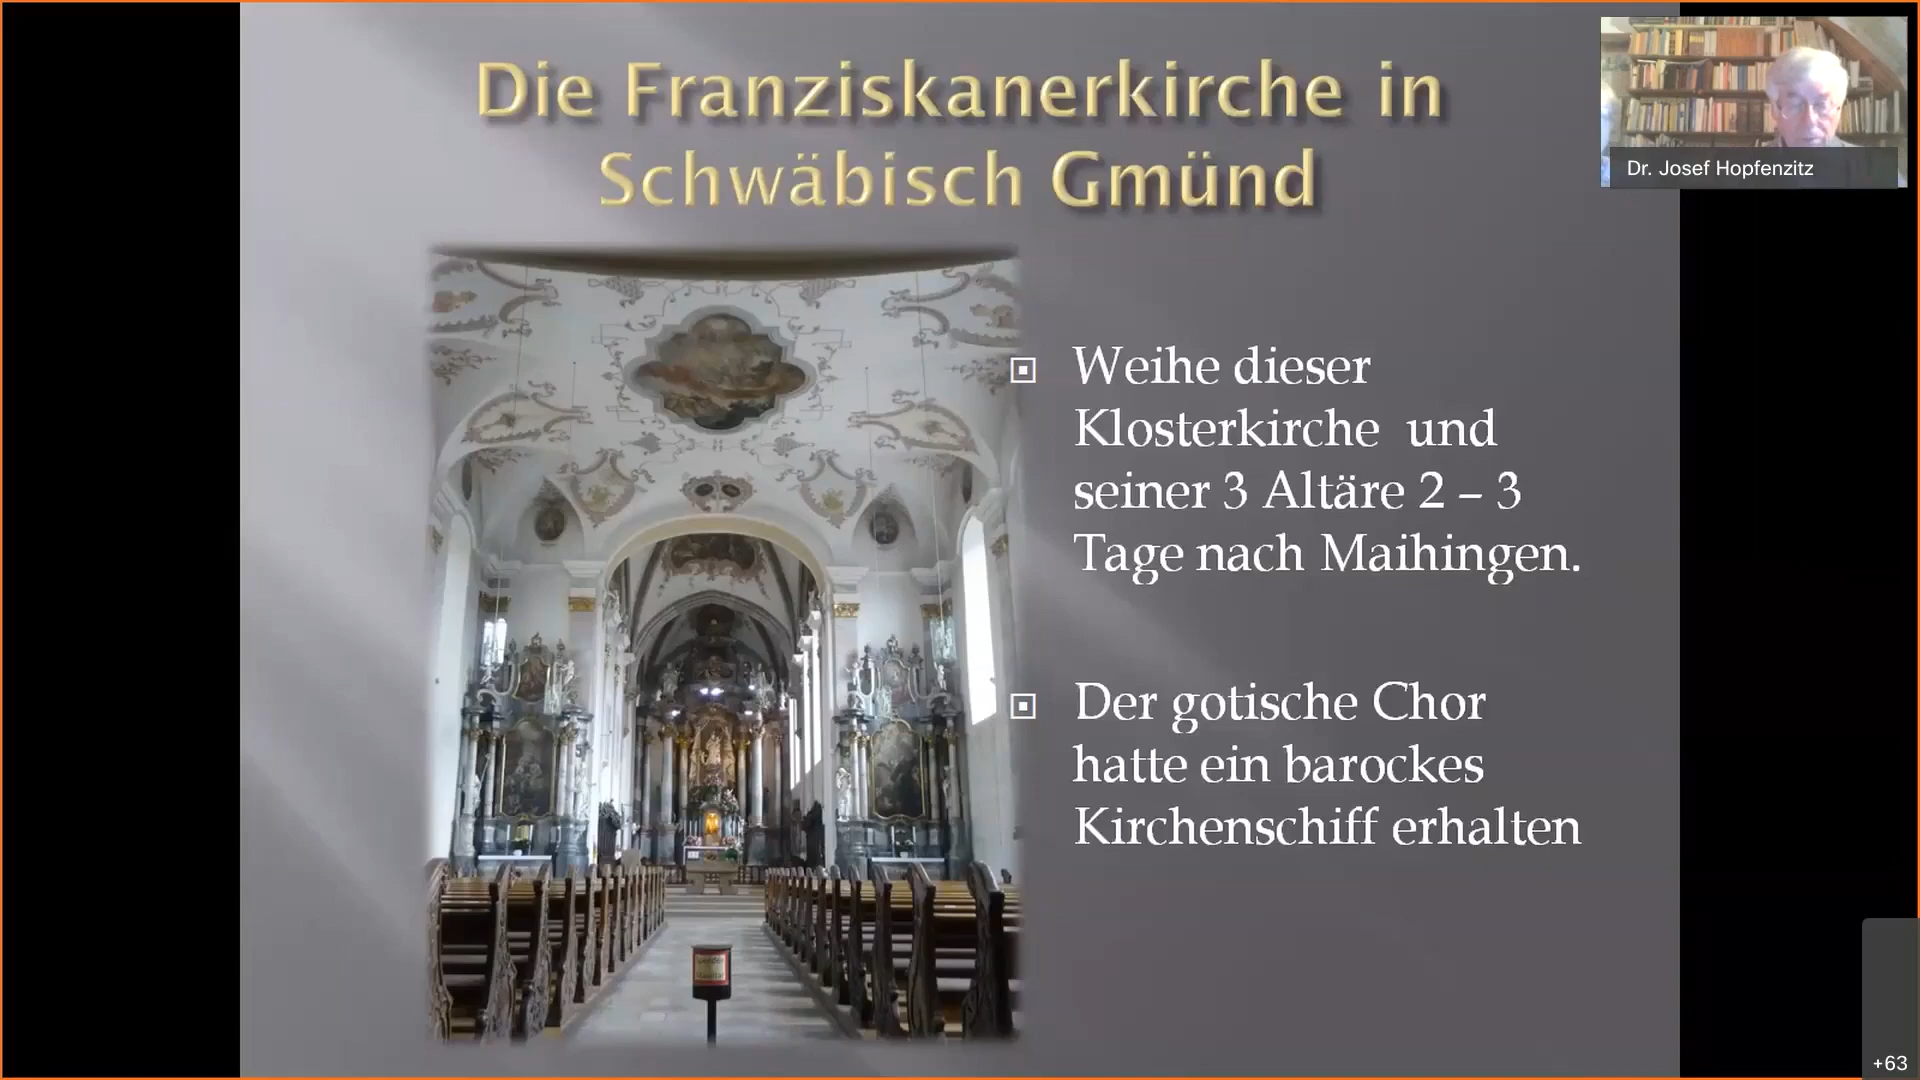 Die Franziskanerkirche in
Schwäbisch Gmünd
Dr. Josef Hopfenzitz
Weihe dieser
Klosterkirche und
seiner 3 Altäre 2 – 3
Tage nach Maihingen.
Der gotische Chor
hatte ein barockes
Kirchenschiff erhalten
+63